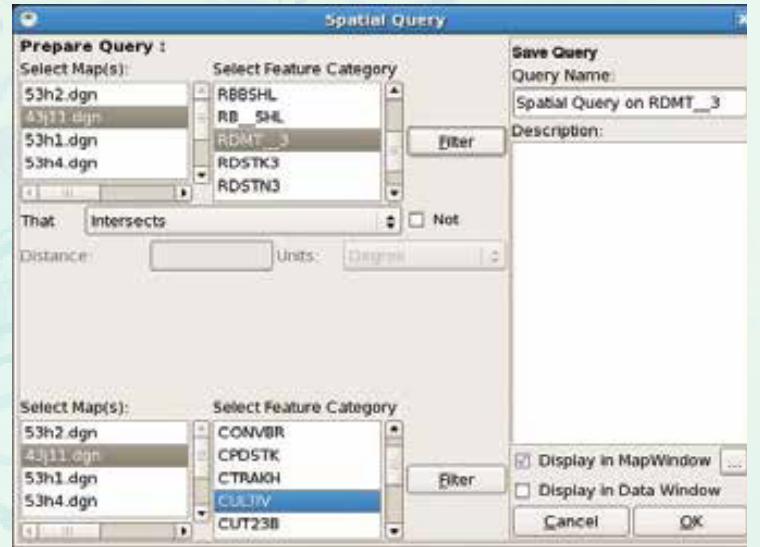 Spatial Query
Prepare Query :
Select Map(s):
Select Feature Category
53h2.dgn
43j11.dgn
53h1.dgn
53h4.dgn
RBBSHL
RB__SHL
RDMT__3
RDSTK3
RDSTN3
Filter
That
Intersects
Not
Distance:
Units:
Degree
Select Map(s):
Select Feature Category
53h2.dgn
43j11.dgn
53h1.dgn
53h4.dgn
CONVBR
CPDSTK
CTRAKH
CULTIV
CUT23B
Filter
Save Query
Query Name:
Spatial Query on RDMT__3
Description:
Display in MapWindow
...
Display in Data Window
Cancel
OK